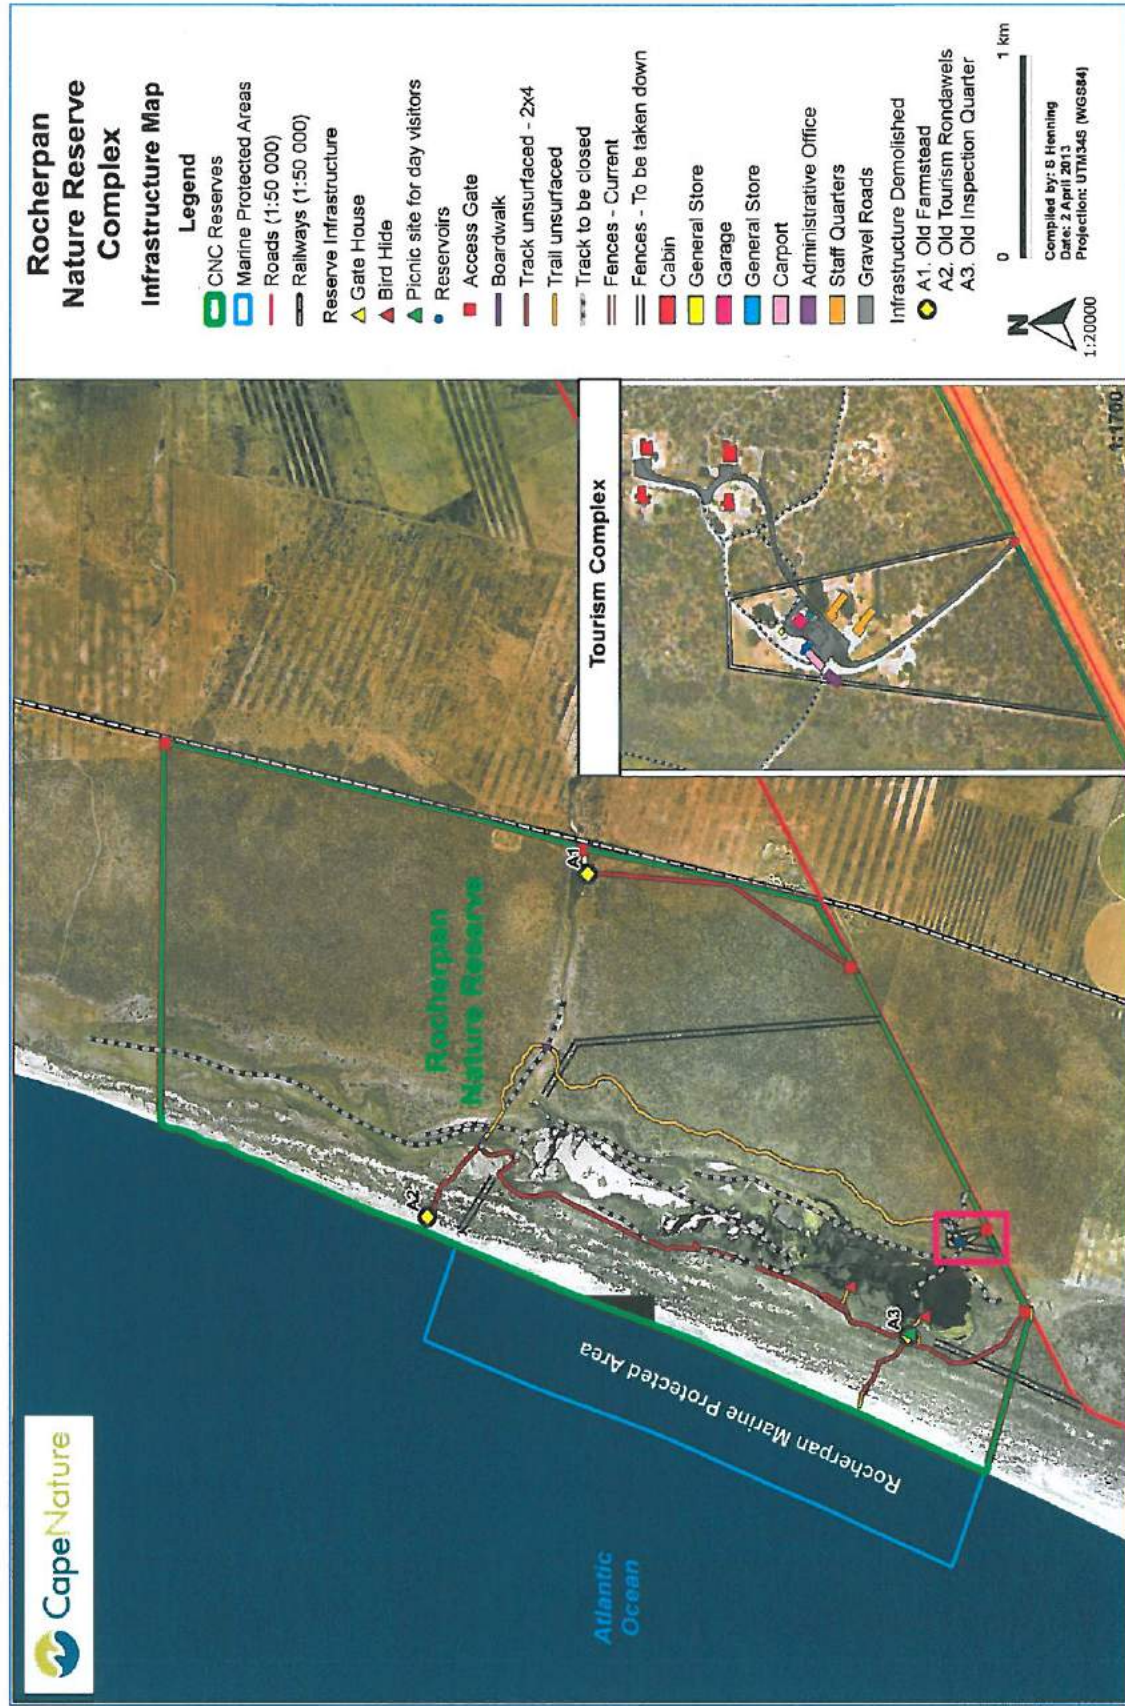 CapeNature
Rocherpan
Nature Reserve
Complex
Infrastructure Map
Legend
CNC Reserves
Marine Protected Areas
Roads (1:50 000)
Railways (1:50 000)
Reserve Infrastructure
Gate House
Bird Hide
Picnic site for day visitors
Reservoirs
Access Gate
Boardwalk
Track unsurfaced - 2x4
Trail unsurfaced
Track to be closed
Fences - Current
Fences - To be taken down
Cabin
General Store
Garage
General Store
Carport
Administrative Office
Staff Quarters
Gravel Roads
Infrastructure Demolished
A1. Old Farmstead
A2. Old Tourism Rondawels
A3. Old Inspection Quarter
N
1:20000
0
1 km
Compiled by: S Henning
Date: 2 April 2013
Projection: UTM34S (WGS84)
Rocherpan
Nature Reserve
A1
A2
A3
Rocherpan Marine Protected Area
Atlantic
Ocean
Tourism Complex
1:1700